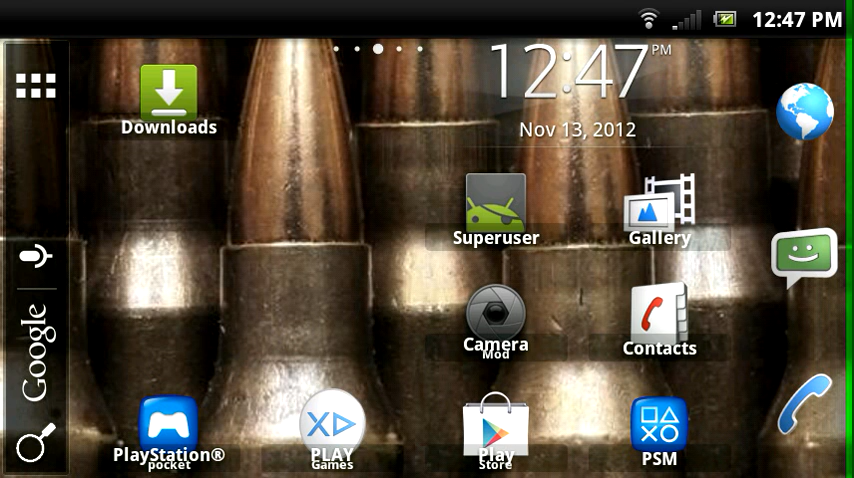 12:47 PM
12:47 PM
Nov 13, 2012
Downloads
Superuser
Gallery
Google
Camera
Mod
Contacts
PlayStation®
pocket
PLAY
Games
Play
Store
PSM